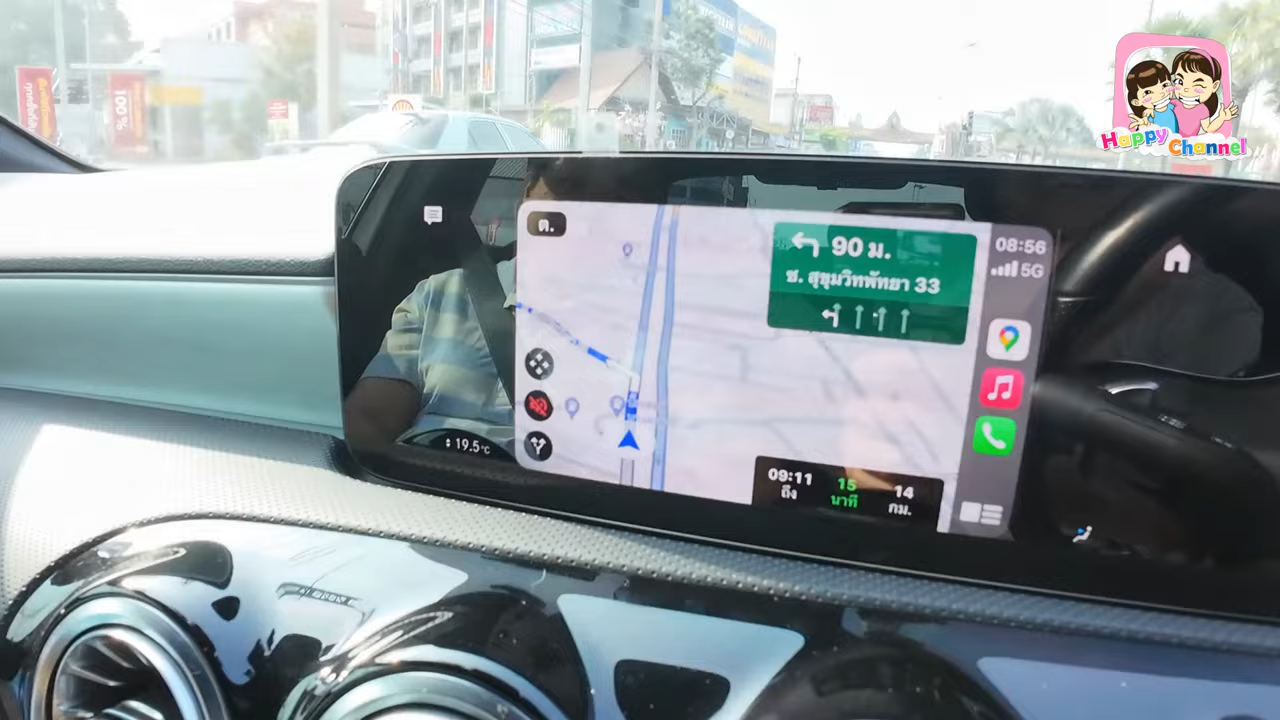 100%
Happy Channel
ต.
90 ม.
ซ. สุขุมวิทพัทยา 33
08:56
5G
19.5°C
09:11
ถึง
15
นาที
14
กม.